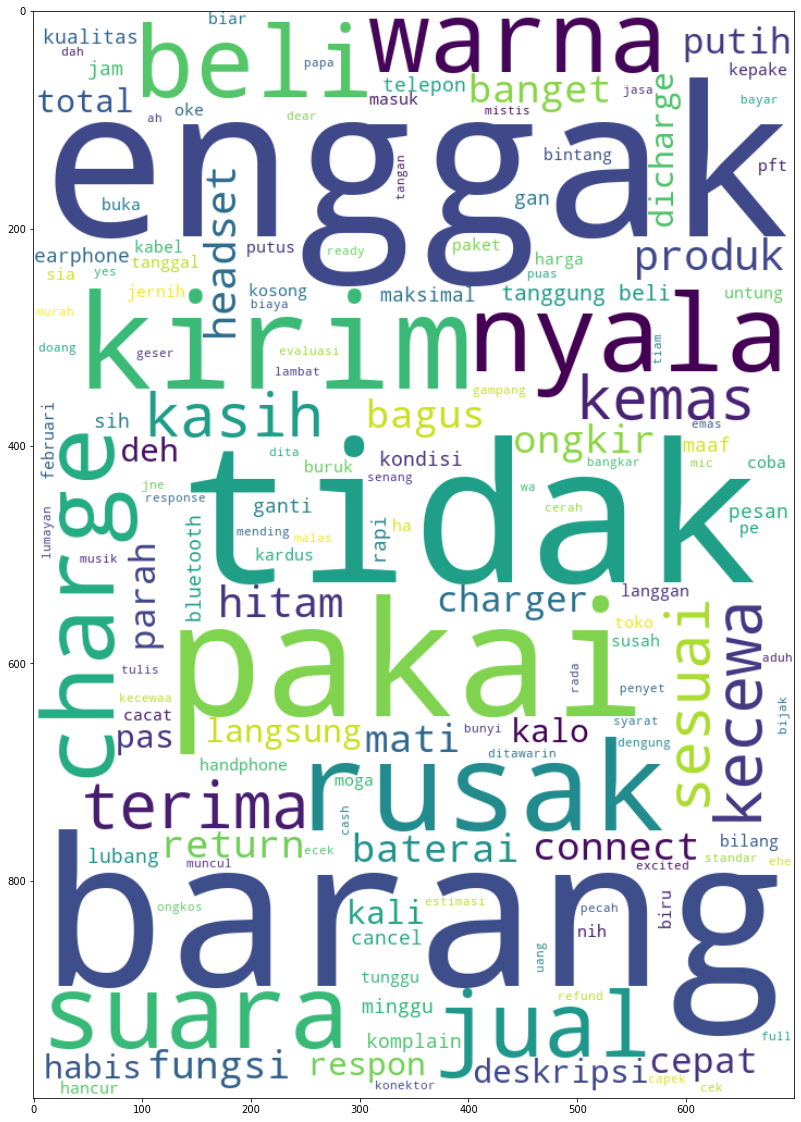 0
200
400
600
800
0 100 200 300 400 500 600
biar
kualitas
dah
jam
beli
papa
warna
putih
telepon
banget
masuk
mistis
jasa
kepake
bayar
total
oke
ah
dear
dicharge
enggak
tangan
bintang
pft
buka
gan
headset
earphone
kabel
tanggal
putus
ready
paket
harga
puas
produk
sia
yes
jernih
kosong
biaya
maksimal
tanggung beli
untung
murah
kirim
nyala
doang
geser
evaluasi
lambat
tiam
gampang
kemas
emas
februari
sih
kasih
bagus
ongkir
maaf
deh
dita
buruk
kondisi
senang
bangkar
mic
coba
charge
jne
response
tidak
ganti
mending
malas
kardus
rapi
ha
wa
cerah
pesan
pe
lumayan
musik
parah
bluetooth
hitam
charger
langgan
toko
susah
sesuai
kecewa
aduh
tulis
pakai
rada
penyet
kecewaa
cacat
pas
langsung
mati
bunyi
kalo
syarat
dengung
ditawarin
bijak
handphone
moga
terima
rusak
cash
return
ecek
baterai
connect
bilang
lubang
muncul
excited
standar
ehe
barang
ongkos
kali
estimasi
pecah
biru
cancel
nih
uang
tunggu
suara
minggu
refund
jual
komplain
full
habis
fungsi
respon
deskripsi
cepat
hancur
konektor
capek
cek